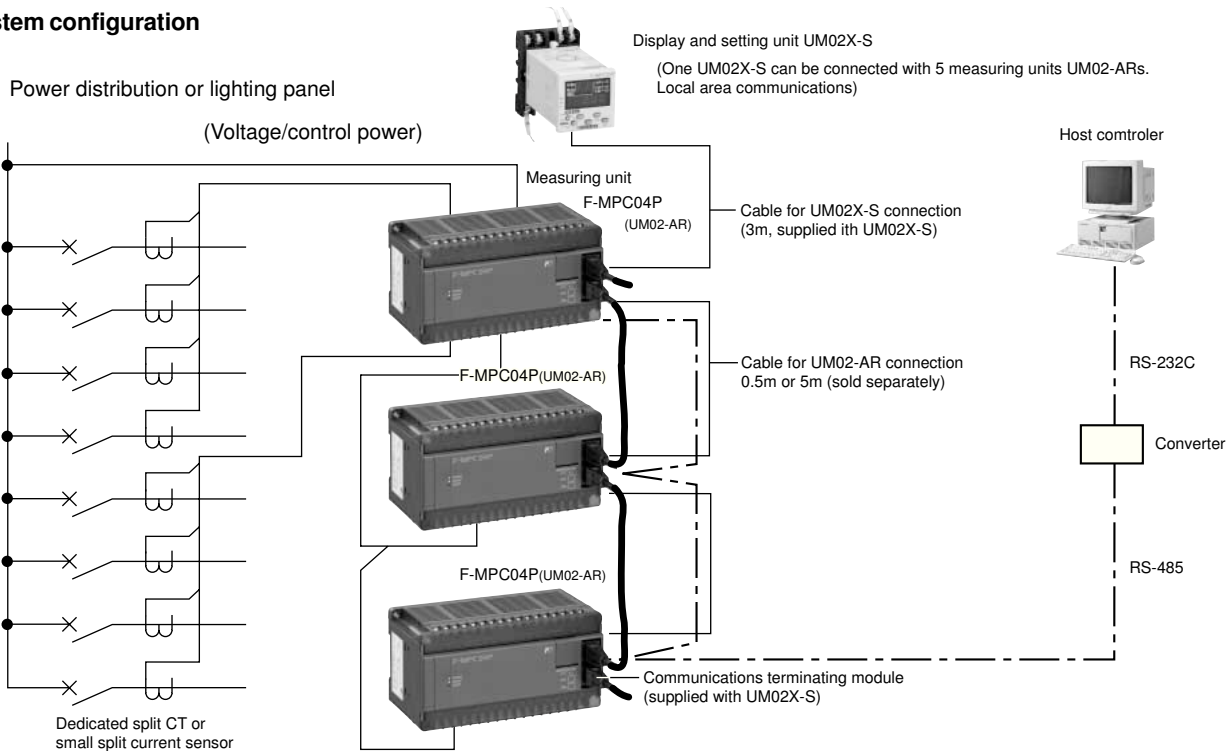 stem configuration
Power distribution or lighting panel
(Voltage/control power)
Display and setting unit UM02X-S
(One UM02X-S can be connected with 5 measuring units UM02-ARs.
Local area communications)
Host comtroler
Measuring unit
F-MPC04P
(UM02-AR)
Cable for UM02X-S connection
(3m, supplied ith UM02X-S)
Cable for UM02-AR connection
0.5m or 5m (sold separately)
RS-232C
F-MPC04P(UM02-AR)
Converter
RS-485
F-MPC04P(UM02-AR)
Communications terminating module
(supplied with UM02X-S)
Dedicated split CT or
small split current sensor